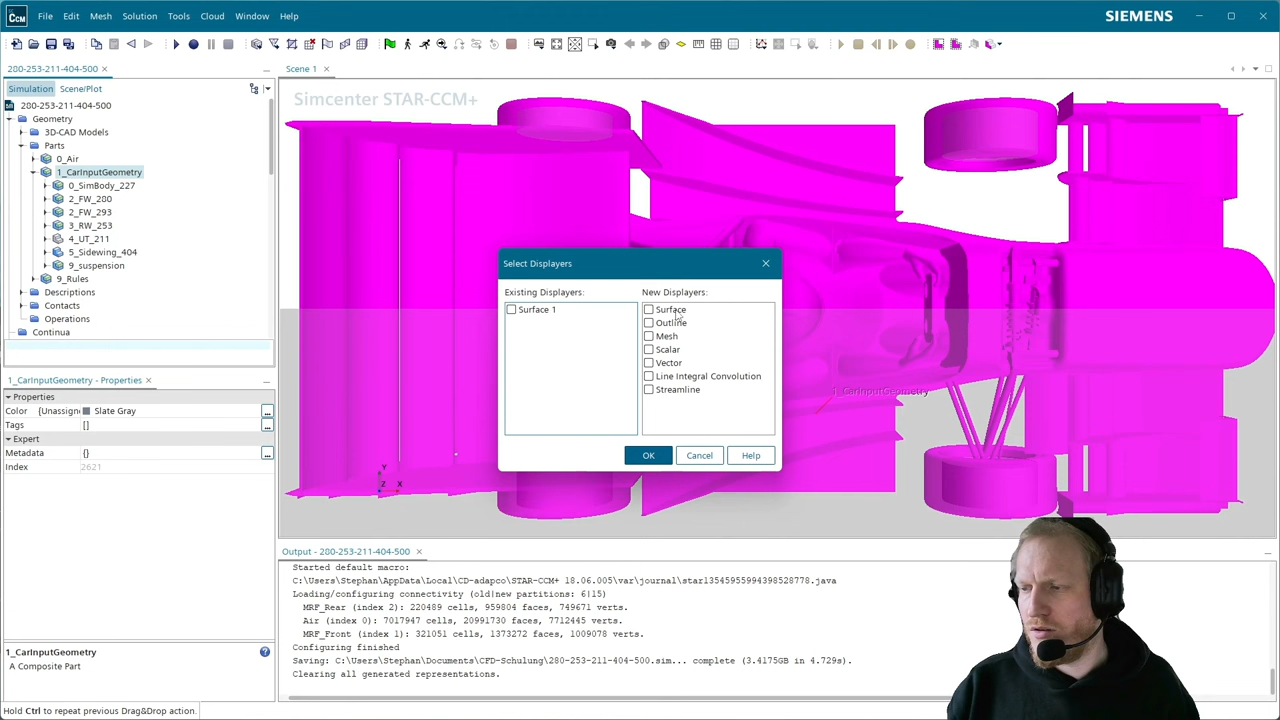 CCM File Edit Mesh Solution Tools Cloud Window Help SIEMENS
280-253-211-404-500
Scene 1
Simulation Scene/Plot
Simcenter STAR-CCM+
280-253-211-404-500
Geometry
3D-CAD Models
Parts
0_Air
1_CarInputGeometry
0_SimBody_227
2_FW_280
2_FW_293
3_RW_253
4_UT_211
5_Sidewing_404
9_suspension
9_Rules
Descriptions
Contacts
Operations
Continua
Select Displayers
Existing Displayers: New Displayers:
Surface 1
Surface
Outline
Mesh
Scalar
Vector
Line Integral Convolution
Streamline
OK Cancel Help
1_CarInputGeometry
Y
Z X
1_CarInputGeometry - Properties
Properties
Color {Unassign Slate Gray ...
Tags [] ...
Expert
Metadata {} ...
Index 2621
1_CarInputGeometry
A Composite Part
Hold Ctrl to repeat previous Drag&Drop action.
Output - 280-253-211-404-500
Started default macro:
C:\Users\Stephan\AppData\Local\CD-adapco\STAR-CCM+ 18.06.005\var\journal\star13545955994398528778.java
Loading/configuring connectivity (old|new partitions: 6|15)
MRF_Rear (index 2): 220489 cells, 959804 faces, 749671 verts.
Air (index 0): 7017947 cells, 20991730 faces, 7712445 verts.
MRF_Front (index 1): 321051 cells, 1373272 faces, 1009078 verts.
Configuring finished
Saving: C:\Users\Stephan\Documents\CFD-Schulung\280-253-211-404-500.sim... complete (3.4175GB in 4.729s).
Clearing all generated representations.